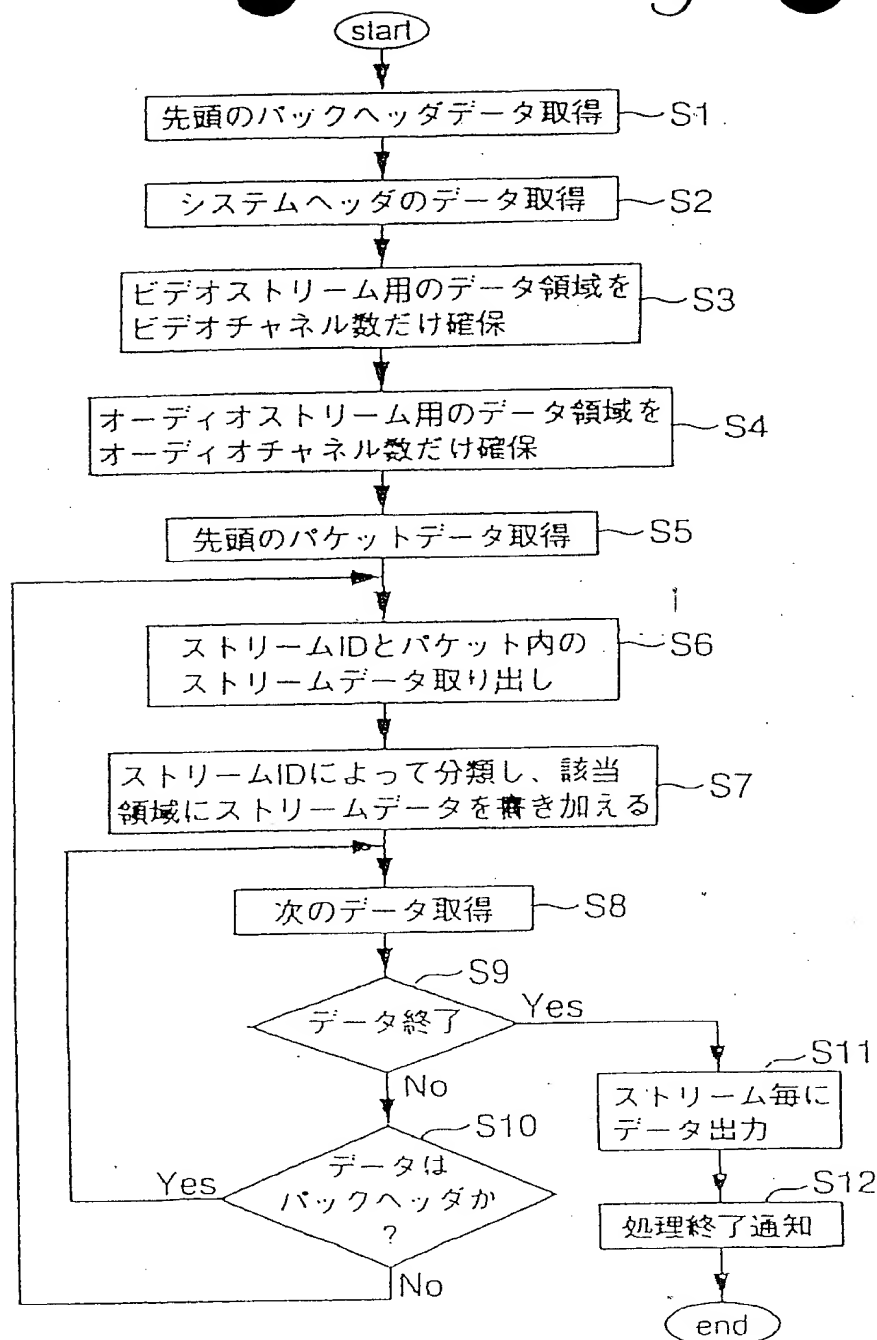 start
先頭のパックヘッダデータ取得
S1
システムヘッダのデータ取得
S2
ビデオストリーム用のデータ領域を
ビデオチャネル数だけ確保
S3
オーディオストリーム用のデータ領域を
オーディオチャネル数だけ確保
S4
先頭のパケットデータ取得
S5
ストリームIDとパケット内の
ストリームデータ取り出し
S6
ストリームIDによって分類し、該当
領域にストリームデータを書き加える
S7
次のデータ取得
S8
S9
データ終了
Yes
No
S10
データは
パックヘッダか
?
Yes
No
S11
ストリーム毎に
データ出力
S12
処理終了通知
end